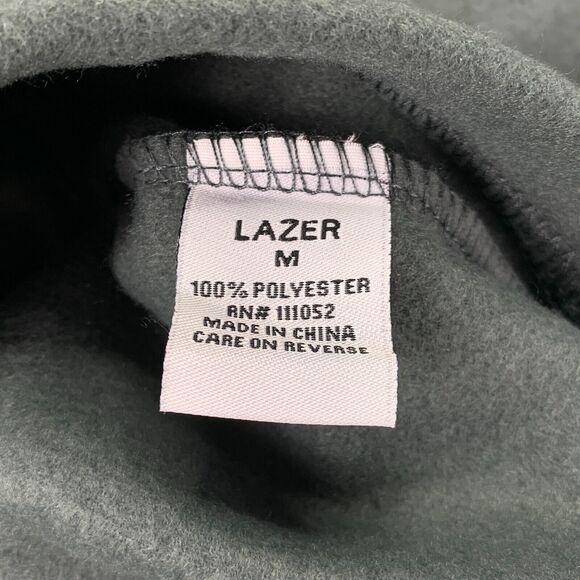 LAZER
M
100% POLYESTER
RN# 111052
MADE IN CHINA
CARE ON REVERSE